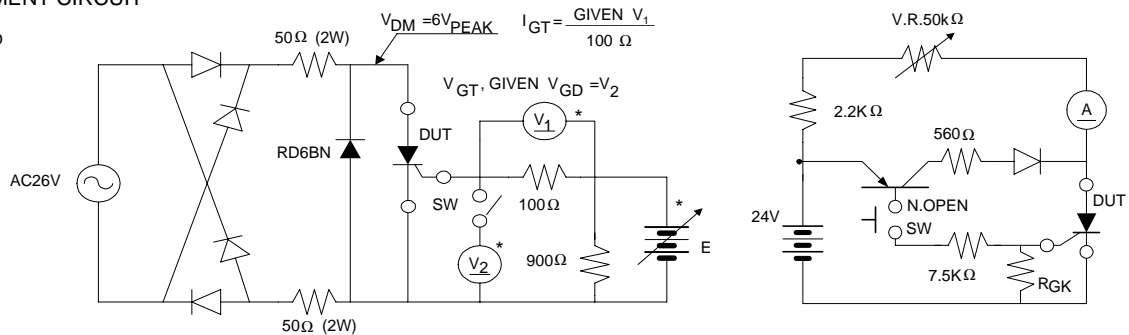 MENT CIRCUIT
V_DM =6V_PEAK
I_GT = GIVEN V_1 / 100 Ω
50Ω (2W)
V_GT, GIVEN V_GD =V_2
V_1 *
DUT
RD6BN
AC26V
SW
100Ω
*
V_2 *
900Ω
E
50Ω (2W)
V.R.50kΩ
2.2KΩ
A
560Ω
N.OPEN
SW
DUT
24V
7.5KΩ
R_GK